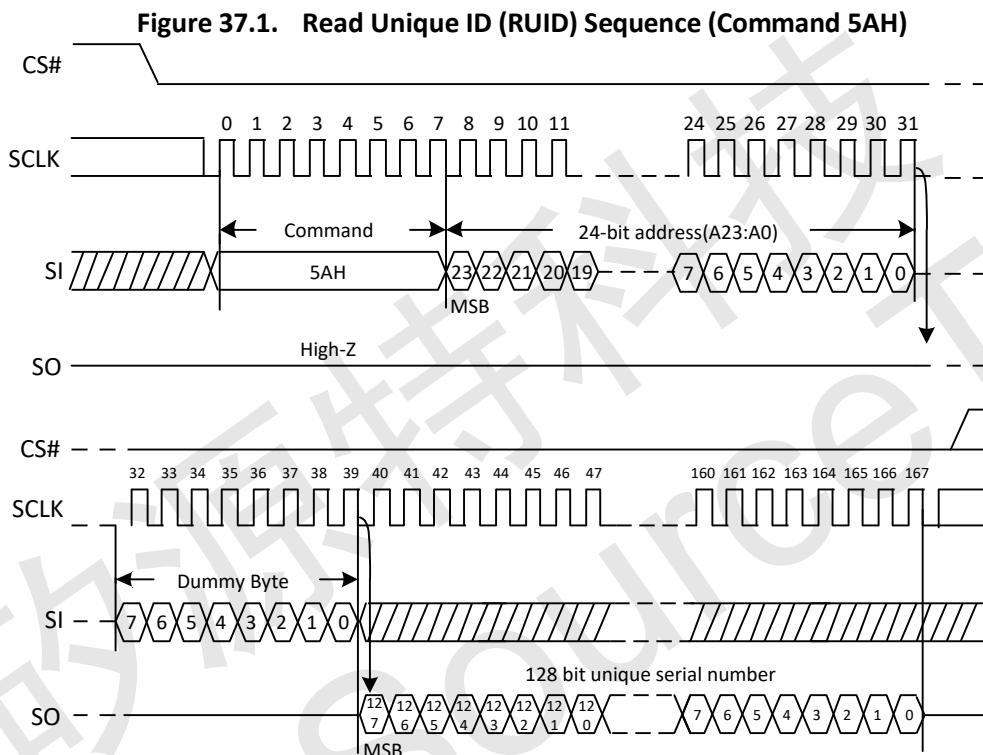 Figure 37.1. Read Unique ID (RUID) Sequence (Command 5AH)
CS#
0 1 2 3 4 5 6 7 8 9 10 11 24 25 26 27 28 29 30 31
SCLK
Command 24-bit address(A23:A0)
SI 5AH 23 22 21 20 19 7 6 5 4 3 2 1 0
MSB
High-Z
SO
CS#
32 33 34 35 36 37 38 39 40 41 42 43 44 45 46 47 160 161 162 163 164 165 166 167
SCLK
Dummy Byte
SI 7 6 5 4 3 2 1 0
128 bit unique serial number
SO 127 126 125 124 123 122 121 120 7 6 5 4 3 2 1 0
MSB
矽源特科技
Source T